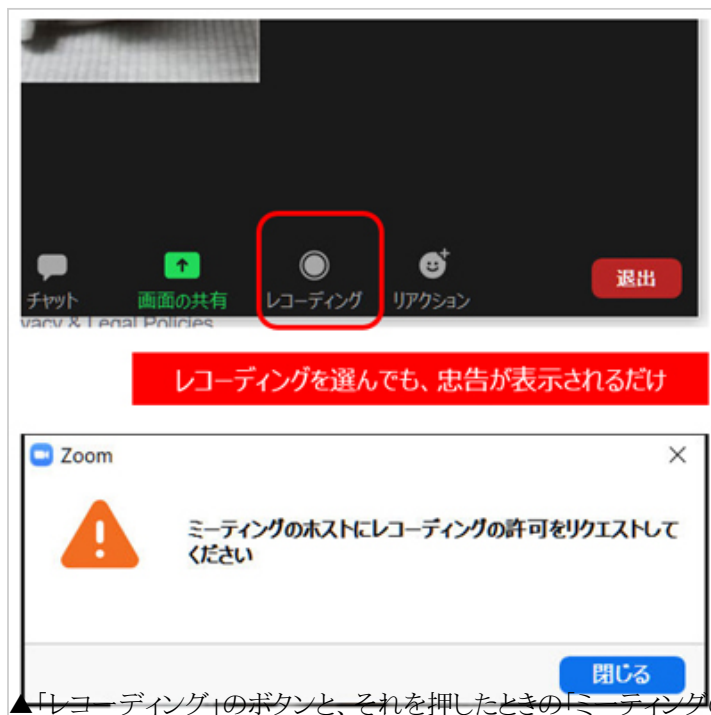 チャット 画面の共有 レコーディング リアクション 退出
vacy & Legal Policies
レコーディングを選んでも、忠告が表示されるだけ
Zoom
ミーティングのホストにレコーディングの許可をリクエストして
ください
閉じる
▲「レコーディング」のボタンと、それを押したときの「ミーティング